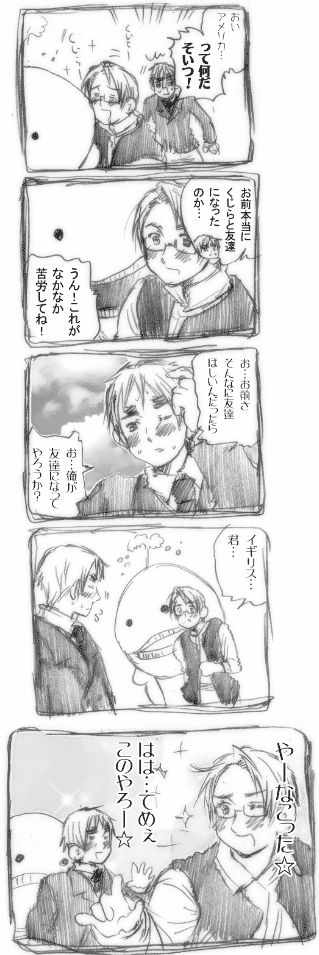 おい
アメリカ…
って何だ
そいつ！
くじらー
くじらー
お前本当に
くじらと友達
になった
のか…
うん！これが
なかなか
苦労してね！
お…お前さ
そんなに友達
ほしいんだったら
お…俺が
友達になって
やろうか？
イギリス…
君…
やーなこった☆
はは…てめぇ
このやろー☆